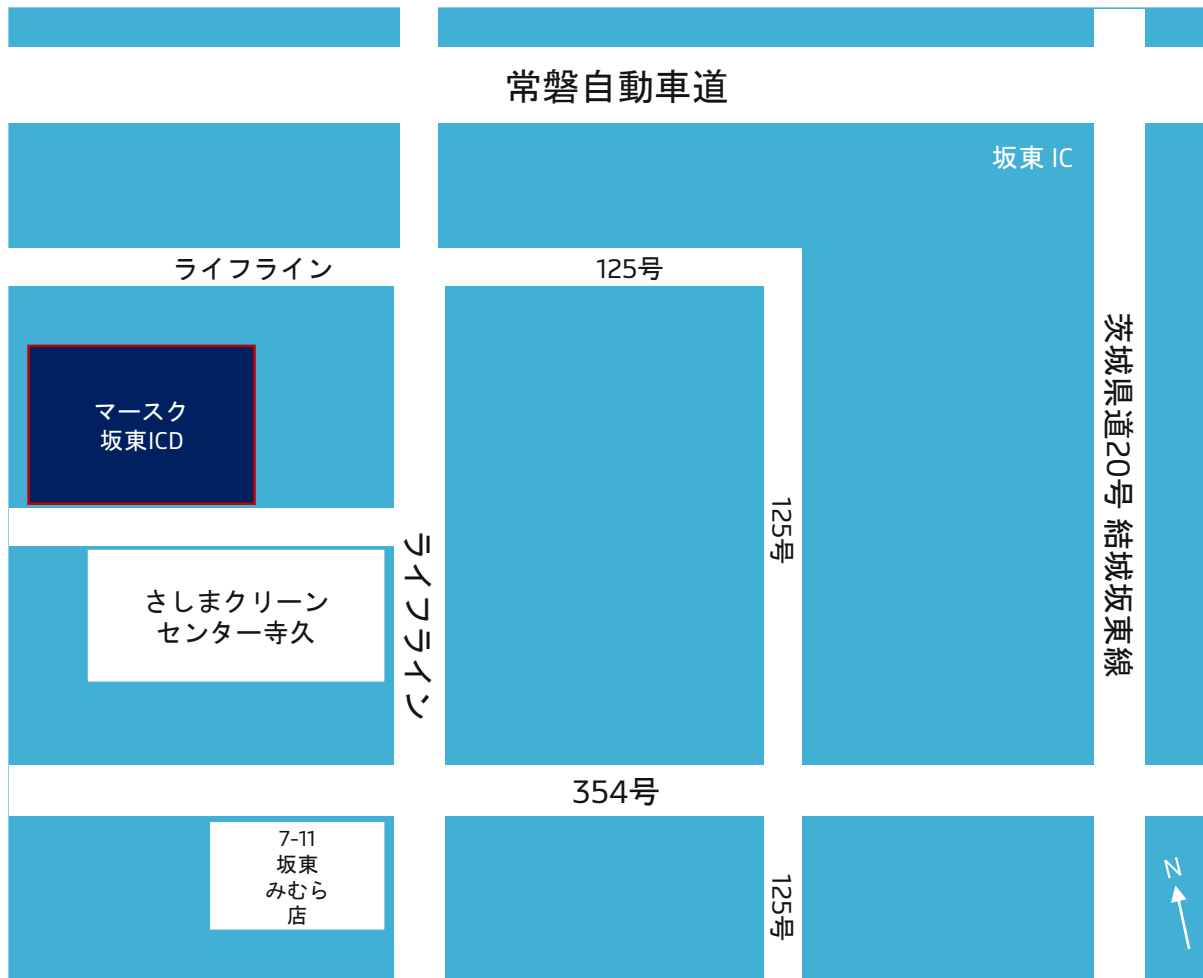 常磐自動車道
坂東 IC
ライフライン
125号
茨城県道20号 結城坂東線
マースク
坂東ICD
125号
ライフライン
さしまクリーン
センター寺久
354号
7-11
坂東
みむら
店
125号
N